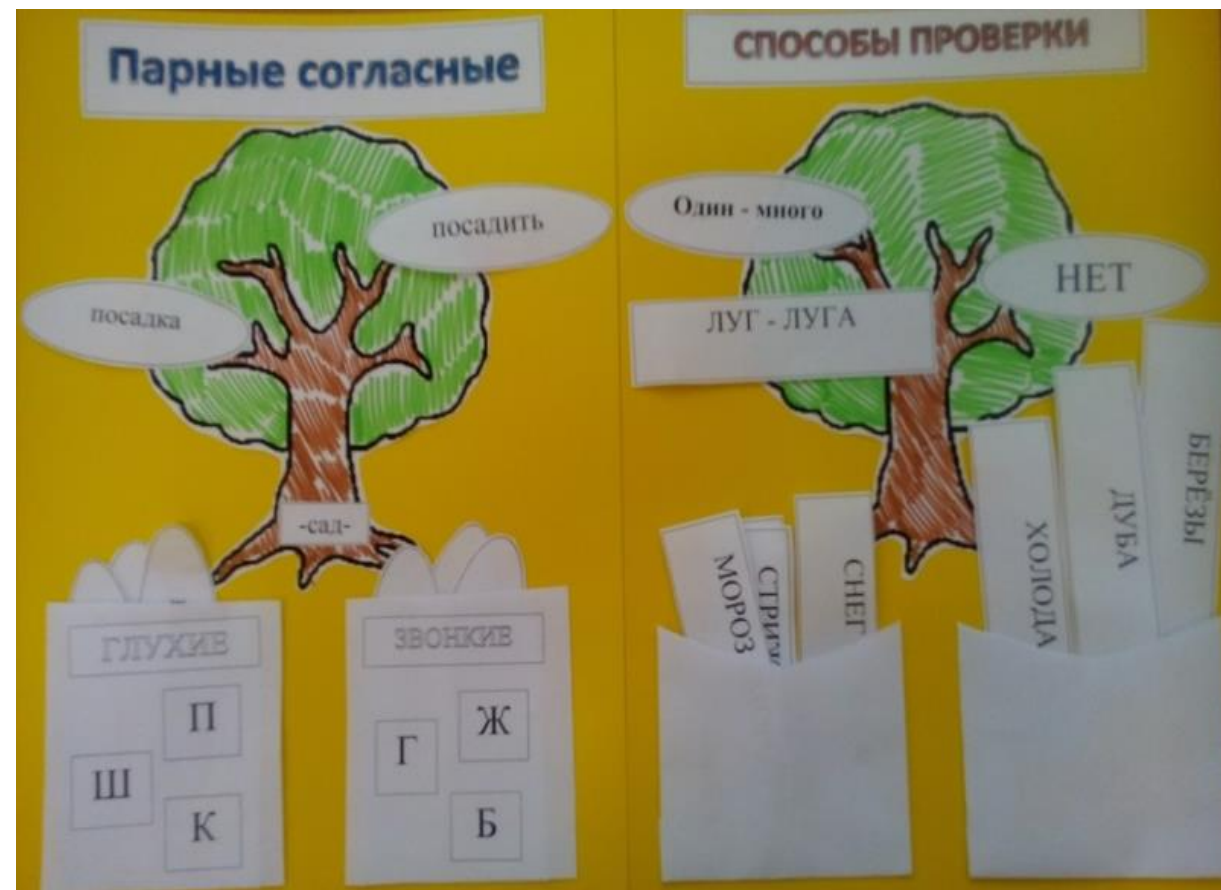 Парные согласные
посадить
посадка
-сад-
ГЛУХИЕ
П
Ш
К
ЗВОНКИЕ
Ж
Г
Б
СПОСОБЫ ПРОВЕРКИ
Один - много
НЕТ
ЛУГ - ЛУГА
МОРОЗ
СНЕГ
ХОЛОДА
ДУБА
БЕРЁЗЫ